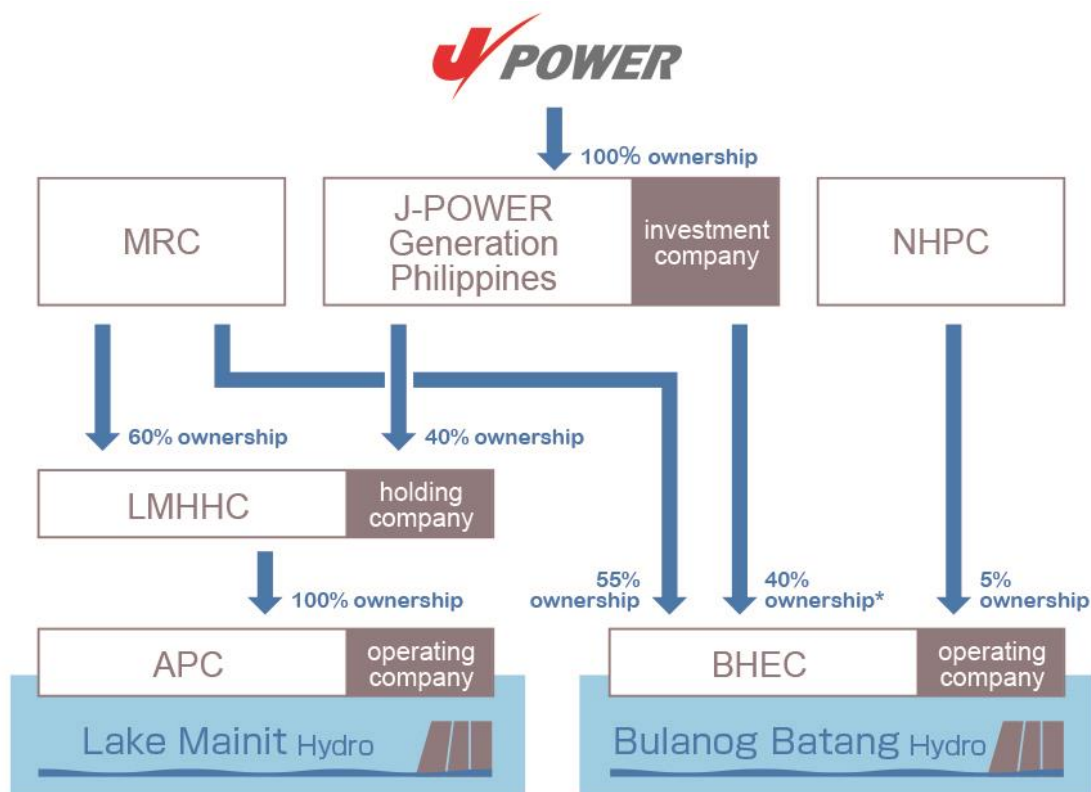 J POWER
100% ownership
MRC
J-POWER
Generation
Philippines
investment
company
NHPC
60% ownership
40% ownership
LMHHC
holding
company
100% ownership
55%
ownership
40%
ownership*
5%
ownership
APC
operating
company
BHEC
operating
company
Lake Mainit Hydro
Bulanog Batang Hydro